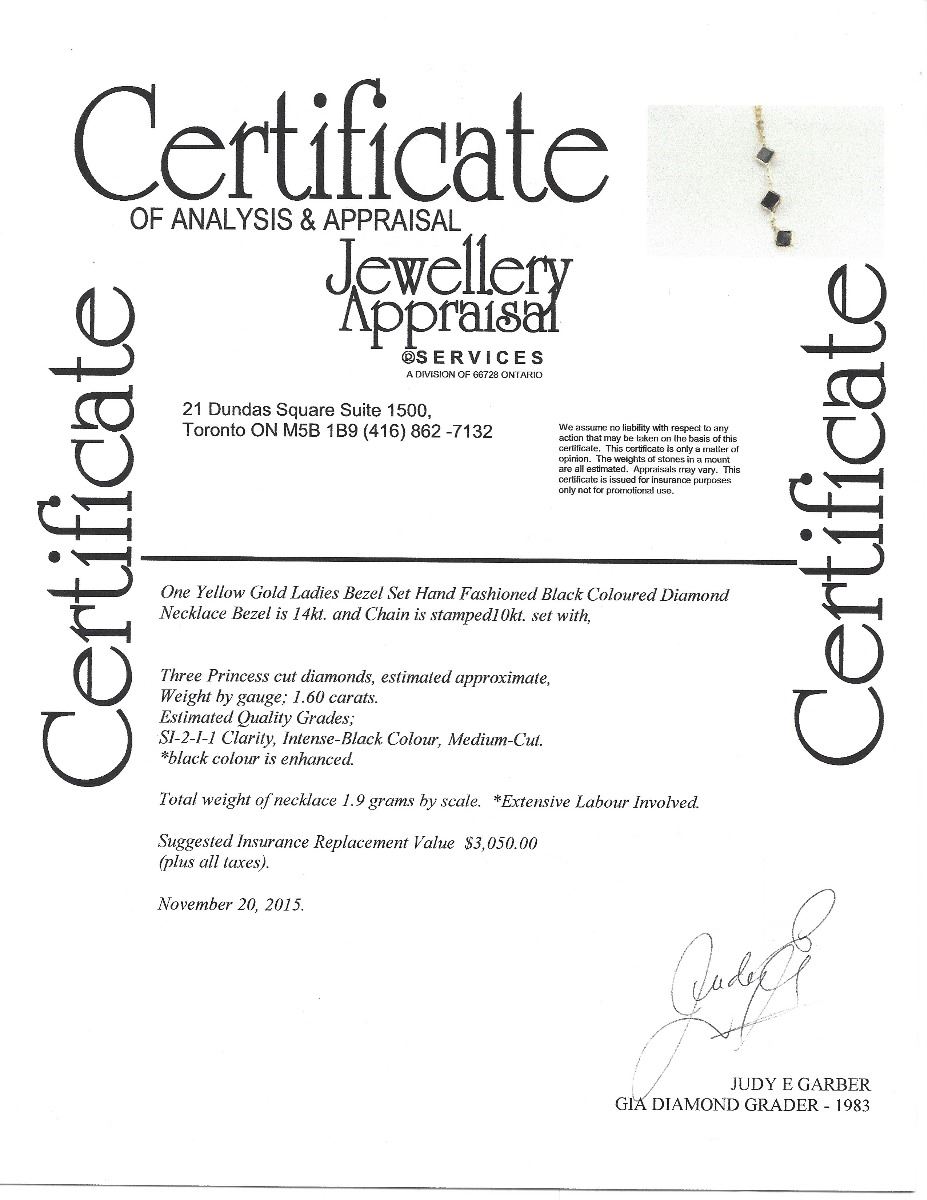 Certificate
OF ANALYSIS & APPRAISAL
Jewellery
Appraisal
®SERVICES
A DIVISION OF 66728 ONTARIO
Certificate
Certificate
21 Dundas Square Suite 1500,
Toronto ON M5B 1B9 (416) 862 -7132
We assume no liability with respect to any
action that may be taken on the basis of this
certificate. This certificate is only a matter of
opinion. The weights of stones in a mount
are all estimated. Appraisals may vary. This
certificate is issued for insurance purposes
only not for promotional use.
One Yellow Gold Ladies Bezel Set Hand Fashioned Black Coloured Diamond
Necklace Bezel is 14kt. and Chain is stamped10kt. set with,
Three Princess cut diamonds, estimated approximate,
Weight by gauge; 1.60 carats.
Estimated Quality Grades;
SI-2-I-1 Clarity, Intense-Black Colour, Medium-Cut.
*black colour is enhanced.
Total weight of necklace 1.9 grams by scale. *Extensive Labour Involved.
Suggested Insurance Replacement Value $3,050.00
(plus all taxes).
November 20, 2015.
JUDY E GARBER
GIA DIAMOND GRADER - 1983